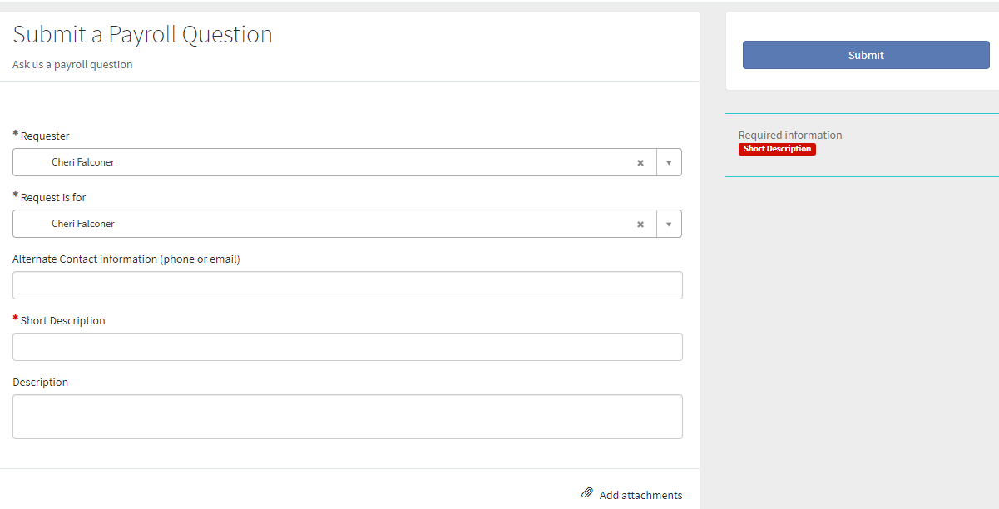 Submit a Payroll Question
Ask us a payroll question
* Requester
Cheri Falconer
* Request is for
Cheri Falconer
Alternate Contact information (phone or email)
* Short Description
Description
Add attachments
Submit
Required information
Short Description